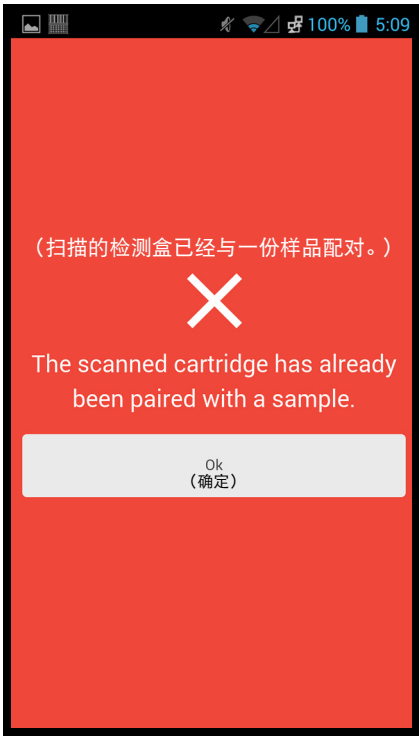 100% 5:09
（扫描的检测盒已经与一份样品配对。）
The scanned cartridge has already
been paired with a sample.
Ok
（确定）